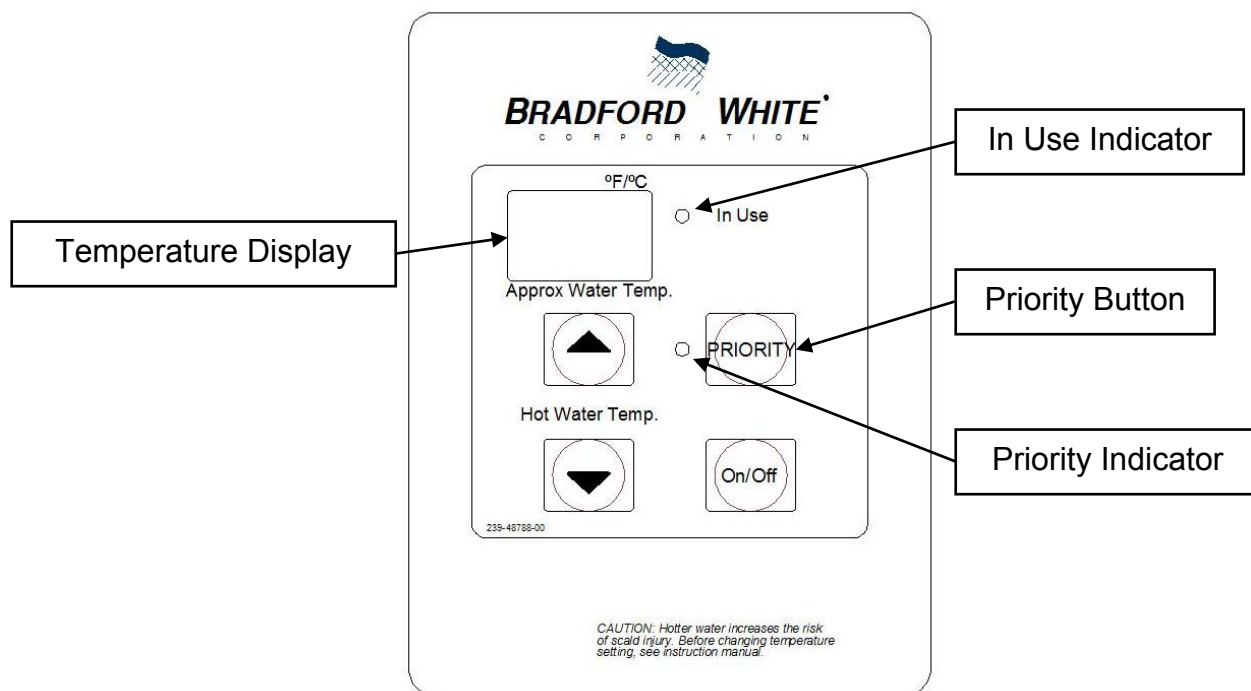 BRADFORD WHITE
CORPORATION
In Use Indicator
ºF/ºC
In Use
Temperature Display
Approx Water Temp.
Priority Button
PRIORITY
Hot Water Temp.
Priority Indicator
On/Off
239-48788-00
CAUTION: Hotter water increases the risk
of scald injury. Before changing temperature
setting, see instruction manual.